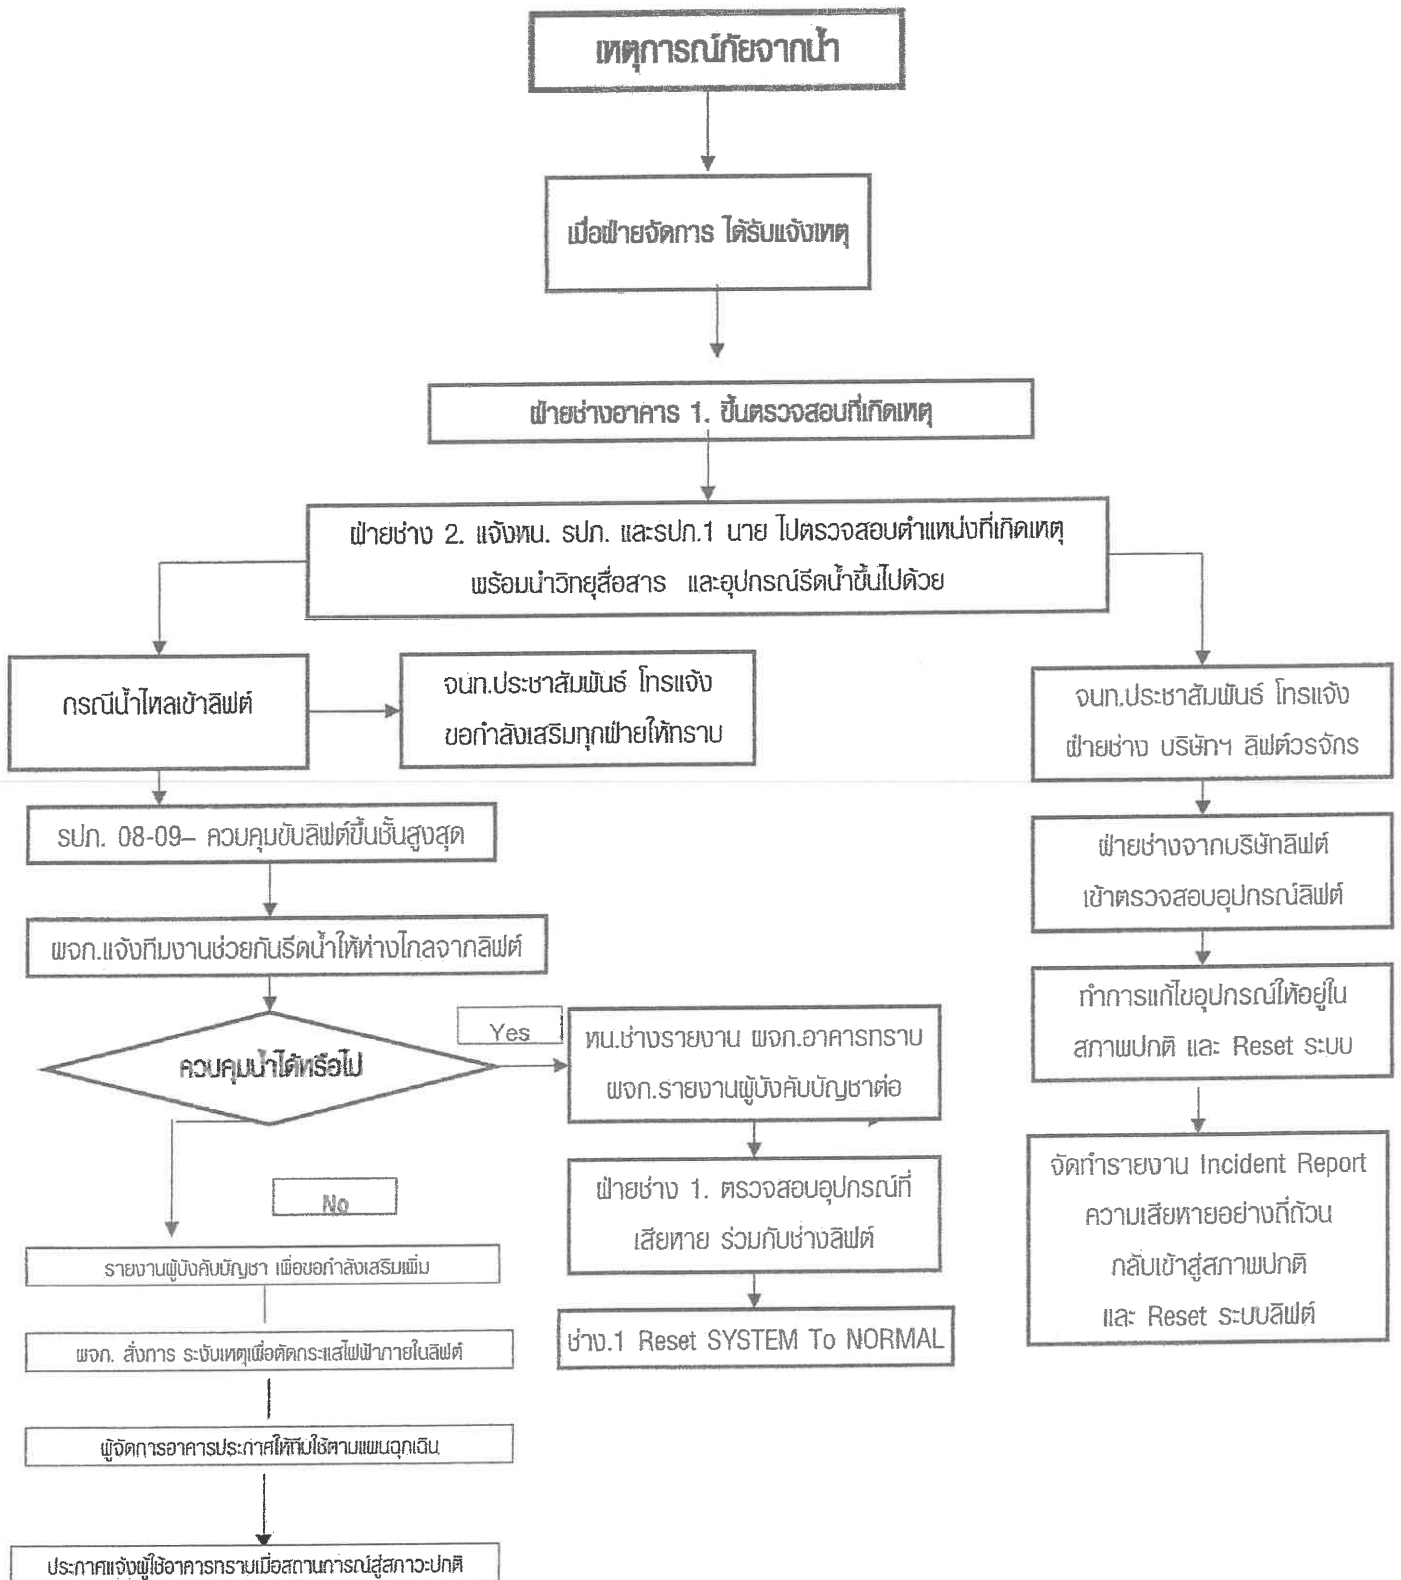 เหตุการณ์ภัยจากน้ำ
เมื่อฝ่ายจัดการ ได้รับแจ้งเหตุ
ฝ่ายช่างอาคาร 1. ขึ้นตรวจสอบที่เกิดเหตุ
ฝ่ายช่าง 2. แจ้งหน. รปภ. และรปภ.1 นาย ไปตรวจสอบตำแหน่งที่เกิดเหตุ
พร้อมนำวิทยุสื่อสาร และอุปกรณ์รีดน้ำขึ้นไปด้วย
กรณีน้ำไหลเข้าลิฟต์
จนท.ประชาสัมพันธ์ โทรแจ้ง
ขอกำลังเสริมทุกฝ่ายให้ทราบ
จนท.ประชาสัมพันธ์ โทรแจ้ง
ฝ่ายช่าง บริษัทฯ ลิฟต์วรจักร
รปภ. 08-09– ควบคุมขับลิฟต์ขึ้นชั้นสูงสุด
ฝ่ายช่างจากบริษัทลิฟต์
เข้าตรวจสอบอุปกรณ์ลิฟต์
ผจก.แจ้งทีมงานช่วยกันรีดน้ำให้ห่างไกลจากลิฟต์
ทำการแก้ไขอุปกรณ์ให้อยู่ใน
สภาพปกติ และ Reset ระบบ
ควบคุมน้ำได้หรือไม่
Yes
หน.ช่างรายงาน ผจก.อาคารทราบ
ผจก.รายงานผู้บังคับบัญชาต่อ
No
ฝ่ายช่าง 1. ตรวจสอบอุปกรณ์ที่
เสียหาย ร่วมกับช่างลิฟต์
จัดทำรายงาน Incident Report
ความเสียหายอย่างถี่ถ้วน
กลับเข้าสู่สภาพปกติ
และ Reset ระบบลิฟต์
รายงานผู้บังคับบัญชา เพื่อขอกำลังเสริมเพิ่ม
ช่าง.1 Reset SYSTEM To NORMAL
ผจก. สั่งการ ระงับเหตุเพื่อตัดกระแสไฟฟ้าภายในลิฟต์
ผู้จัดการอาคารประกาศให้ทีมใช้ตามแผนฉุกเฉิน
ประกาศแจ้งผู้ใช้อาคารทราบเมื่อสถานการณ์สู่สภาวะปกติ